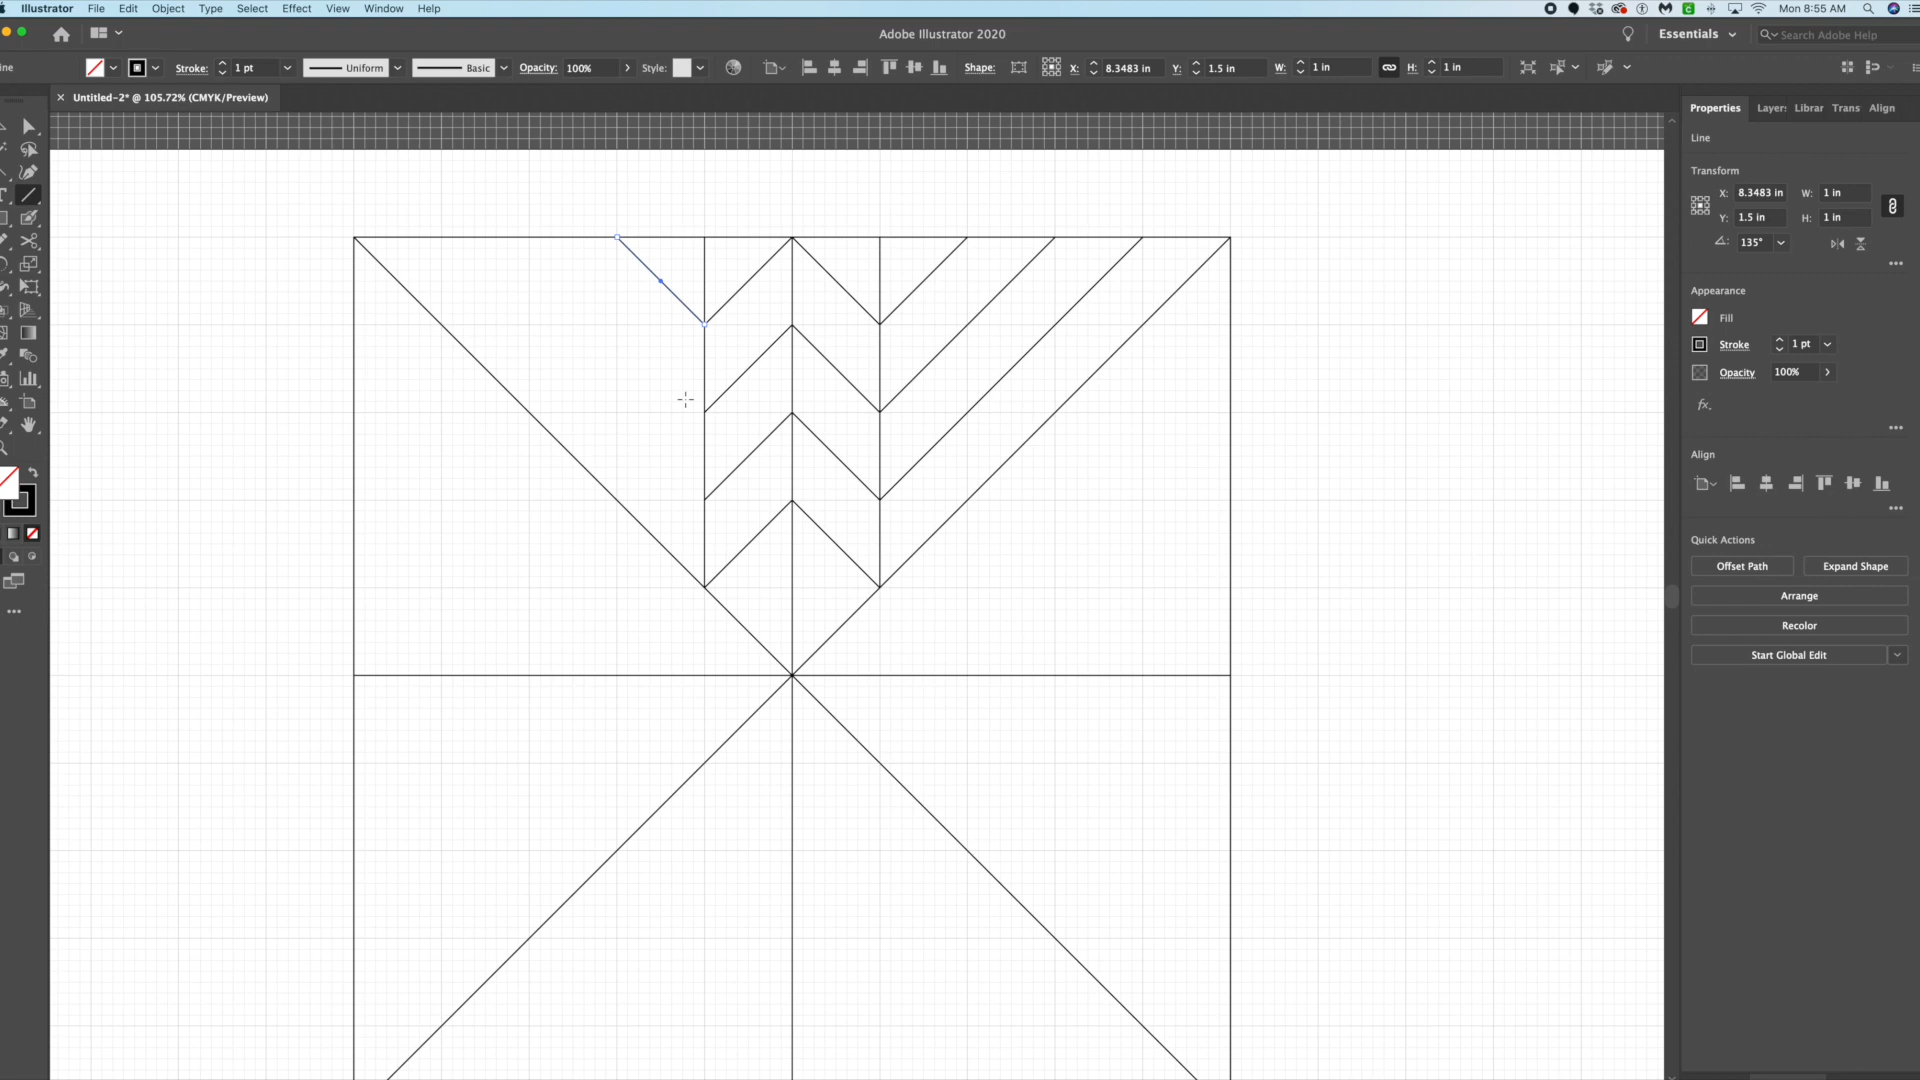 Illustrator File Edit Object Type Select Effect View Window Help Mon 8:55 AM
Adobe Illustrator 2020
Essentials
Search Adobe Help
ine Stroke: 1 pt Uniform Basic Opacity: 100% Style: Shape: X: 8.3483 in Y: 1.5 in W: 1 in H: 1 in
Untitled-2* @ 105.72% (CMYK/Preview)
Properties Layer: Librar Trans Align
Line
Transform
X: 8.3483 in W: 1 in
Y: 1.5 in H: 1 in
135°
Appearance
Fill
Stroke 1 pt
Opacity 100%
fx.
Align
Quick Actions
Offset Path Expand Shape
Arrange
Recolor
Start Global Edit